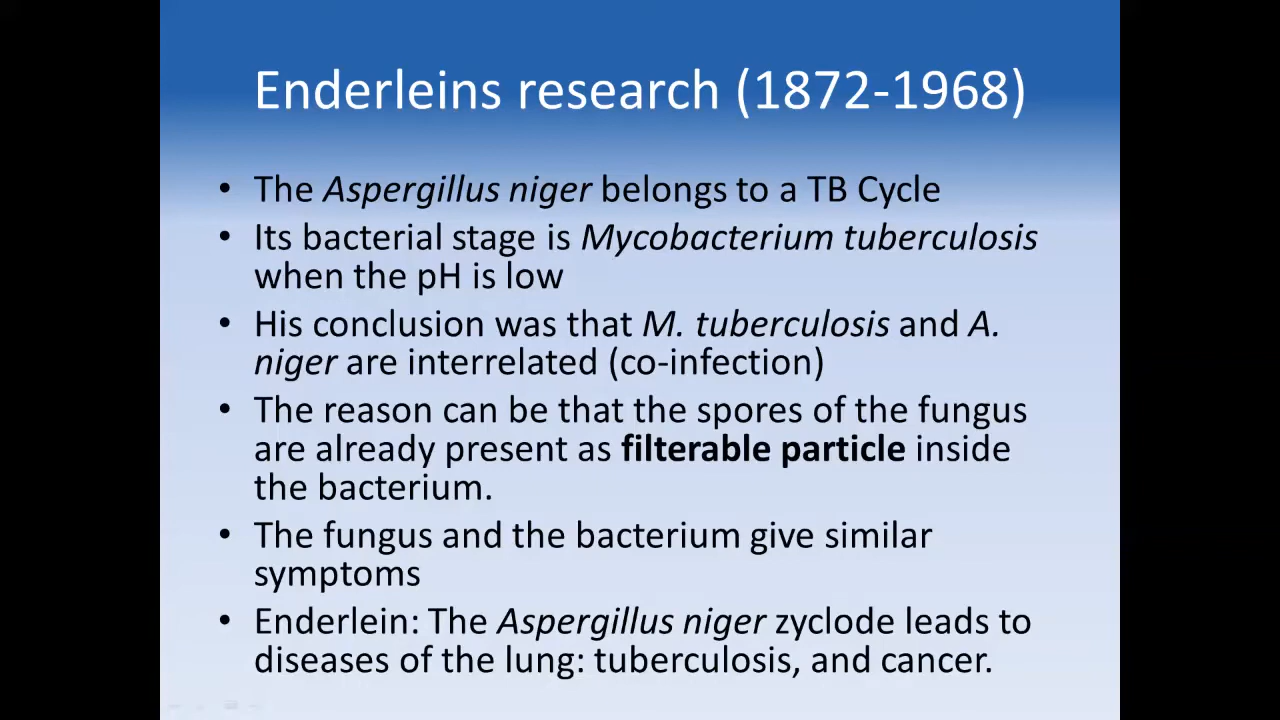 Enderleins research (1872-1968)
• The Aspergillus niger belongs to a TB Cycle
• Its bacterial stage is Mycobacterium tuberculosis
when the pH is low
• His conclusion was that M. tuberculosis and A.
niger are interrelated (co-infection)
• The reason can be that the spores of the fungus
are already present as filterable particle inside
the bacterium.
• The fungus and the bacterium give similar
symptoms
• Enderlein: The Aspergillus niger zyclode leads to
diseases of the lung: tuberculosis, and cancer.